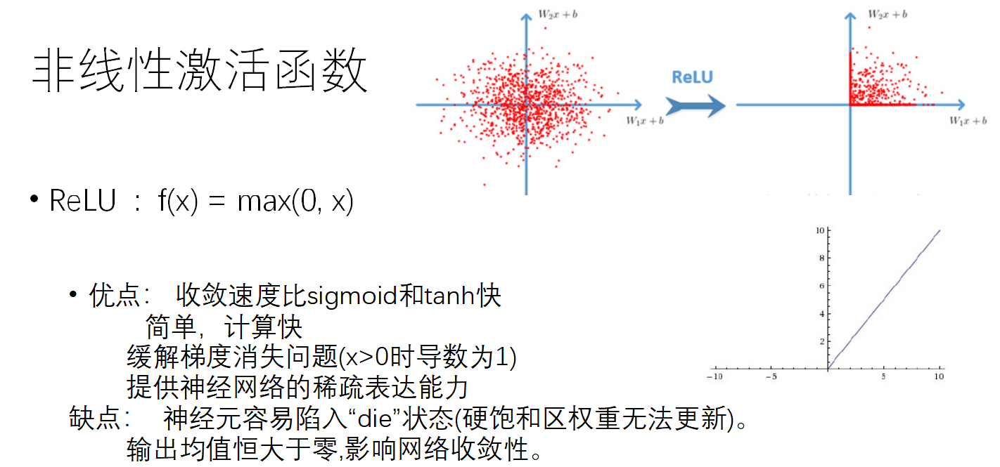 非线性激活函数
W₂x + b
W₁x + b
ReLU
W₂x + b
W₁x + b
• ReLU : f(x) = max(0, x)
10
8
6
4
2
−10
−5
5
10
• 优点： 收敛速度比sigmoid和tanh快
简单，计算快
缓解梯度消失问题(x>0时导数为1)
提供神经网络的稀疏表达能力
缺点： 神经元容易陷入“die”状态(硬饱和区权重无法更新)。
输出均值恒大于零,影响网络收敛性。